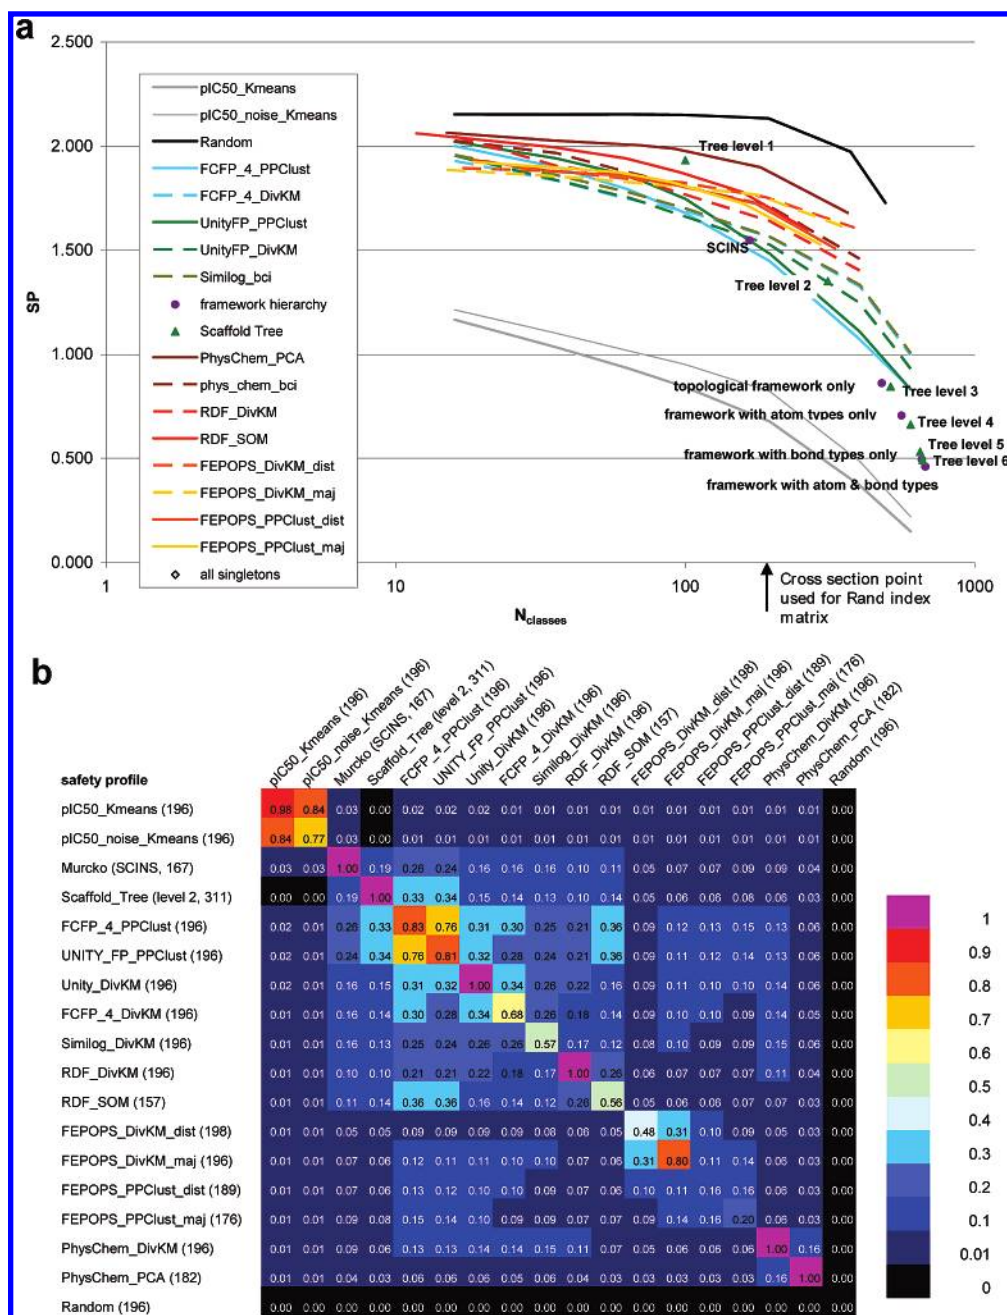 a
2.500
2.000
1.500
1.000
0.500
0.000
SP
pIC50_Kmeans
pIC50_noise_Kmeans
Random
FCFP_4_PPClust
FCFP_4_DivKM
UnityFP_PPClust
UnityFP_DivKM
Similog_bci
framework hierarchy
Scaffold Tree
PhysChem_PCA
phys_chem_bci
RDF_DivKM
RDF_SOM
FEPOPS_DivKM_dist
FEPOPS_DivKM_maj
FEPOPS_PPClust_dist
FEPOPS_PPClust_maj
all singletons
Tree level 1
SCINS
Tree level 2
topological framework only
Tree level 3
framework with atom types only
Tree level 4
framework with bond types only
Tree level 5
Tree level 6
framework with atom & bond types
1 10 100 1000
Nclasses
Cross section point
used for Rand index
matrix
b
safety profile
pIC50_Kmeans (196)
pIC50_noise_Kmeans (196)
Murcko (SCINS, 167)
Scaffold_Tree (level 2, 311)
FCFP_4_PPClust (196)
UNITY_FP_PPClust (196)
Unity_DivKM (196)
FCFP_4_DivKM (196)
Similog_DivKM (196)
RDF_DivKM (196)
RDF_SOM (157)
FEPOPS_DivKM_dist (198)
FEPOPS_DivKM_maj (196)
FEPOPS_PPClust_dist (189)
FEPOPS_PPClust_maj (176)
PhysChem_DivKM (196)
PhysChem_PCA (182)
Random (196)
pIC50_Kmeans (196) 0.98 0.84 0.03 0.00 0.02 0.02 0.02 0.01 0.01 0.01 0.01 0.01 0.01 0.01 0.01 0.01 0.01 0.00
pIC50_noise_Kmeans (196) 0.84 0.77 0.03 0.00 0.01 0.01 0.01 0.01 0.01 0.01 0.01 0.01 0.01 0.01 0.01 0.01 0.01 0.00
Murcko (SCINS, 167) 0.03 0.03 1.00 0.19 0.26 0.24 0.16 0.16 0.16 0.10 0.11 0.05 0.07 0.07 0.09 0.09 0.04 0.00
Scaffold_Tree (level 2, 311) 0.00 0.00 0.19 1.00 0.33 0.34 0.15 0.14 0.13 0.10 0.14 0.05 0.06 0.06 0.08 0.06 0.03 0.00
FCFP_4_PPClust (196) 0.02 0.01 0.26 0.33 0.83 0.76 0.31 0.30 0.25 0.21 0.36 0.09 0.12 0.13 0.15 0.13 0.06 0.00
UNITY_FP_PPClust (196) 0.02 0.01 0.24 0.34 0.76 0.81 0.32 0.28 0.24 0.21 0.36 0.09 0.11 0.12 0.14 0.13 0.06 0.00
Unity_DivKM (196) 0.02 0.01 0.16 0.15 0.31 0.32 1.00 0.34 0.26 0.22 0.16 0.09 0.11 0.10 0.10 0.14 0.06 0.00
FCFP_4_DivKM (196) 0.01 0.01 0.16 0.14 0.30 0.28 0.34 0.68 0.26 0.18 0.14 0.09 0.10 0.10 0.09 0.14 0.05 0.00
Similog_DivKM (196) 0.01 0.01 0.16 0.13 0.25 0.24 0.26 0.26 0.57 0.17 0.12 0.08 0.10 0.09 0.09 0.15 0.06 0.00
RDF_DivKM (196) 0.01 0.01 0.10 0.10 0.21 0.21 0.22 0.18 0.17 1.00 0.26 0.06 0.07 0.07 0.07 0.11 0.04 0.00
RDF_SOM (157) 0.01 0.01 0.11 0.14 0.36 0.36 0.16 0.14 0.12 0.26 0.56 0.05 0.06 0.06 0.07 0.07 0.03 0.00
FEPOPS_DivKM_dist (198) 0.01 0.01 0.05 0.05 0.09 0.09 0.09 0.09 0.08 0.06 0.05 0.48 0.31 0.10 0.09 0.05 0.03 0.00
FEPOPS_DivKM_maj (196) 0.01 0.01 0.07 0.06 0.12 0.11 0.11 0.10 0.10 0.07 0.06 0.31 0.80 0.11 0.14 0.06 0.03 0.00
FEPOPS_PPClust_dist (189) 0.01 0.01 0.07 0.06 0.13 0.12 0.10 0.10 0.09 0.07 0.06 0.10 0.11 0.16 0.16 0.06 0.03 0.00
FEPOPS_PPClust_maj (176) 0.01 0.01 0.09 0.08 0.15 0.14 0.10 0.09 0.09 0.07 0.07 0.09 0.14 0.16 0.20 0.06 0.03 0.00
PhysChem_DivKM (196) 0.01 0.01 0.09 0.06 0.13 0.13 0.14 0.14 0.15 0.11 0.07 0.05 0.06 0.06 0.06 1.00 0.16 0.00
PhysChem_PCA (182) 0.01 0.01 0.04 0.03 0.06 0.06 0.06 0.05 0.06 0.04 0.03 0.03 0.03 0.03 0.03 0.16 1.00 0.00
Random (196) 0.00 0.00 0.00 0.00 0.00 0.00 0.00 0.00 0.00 0.00 0.00 0.00 0.00 0.00 0.00 0.00 0.00 0.00
1
0.9
0.8
0.7
0.6
0.5
0.4
0.3
0.2
0.1
0.01
0